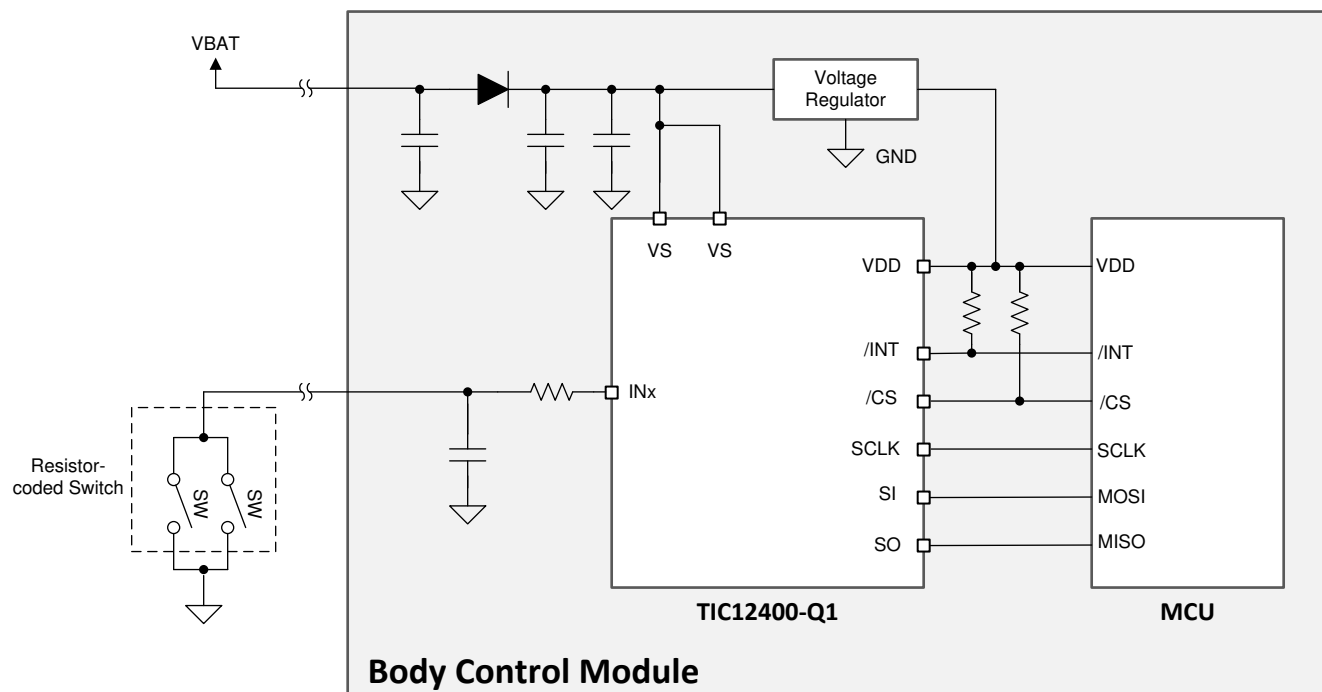 VBAT
Voltage
Regulator
GND
VS
VS
VDD
VDD
/INT
/INT
INx
/CS
/CS
SCLK
SCLK
Resistor-
coded Switch
SW
SW
SI
MOSI
SO
MISO
TIC12400-Q1
MCU
Body Control Module